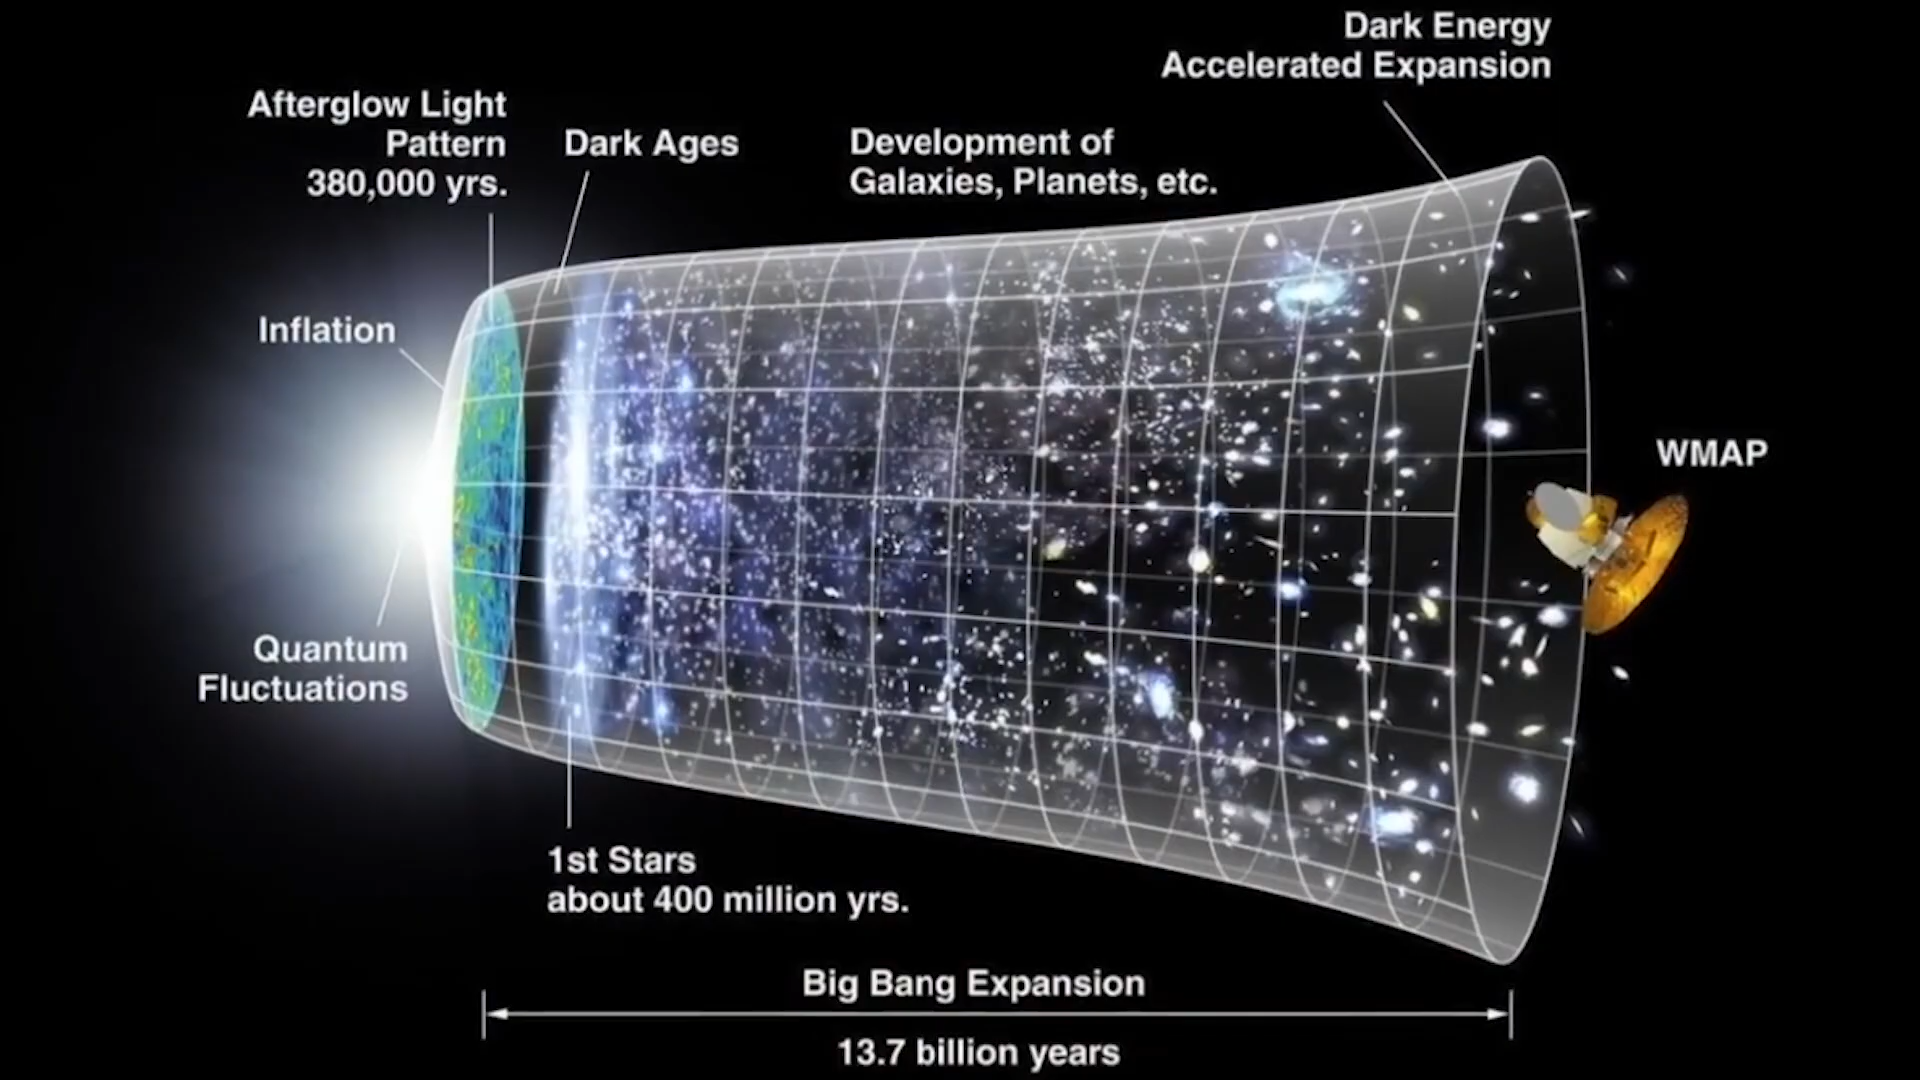 Dark Energy
Accelerated Expansion
Afterglow Light
Pattern
380,000 yrs.
Dark Ages
Development of
Galaxies, Planets, etc.
Inflation
WMAP
Quantum
Fluctuations
1st Stars
about 400 million yrs.
Big Bang Expansion
13.7 billion years